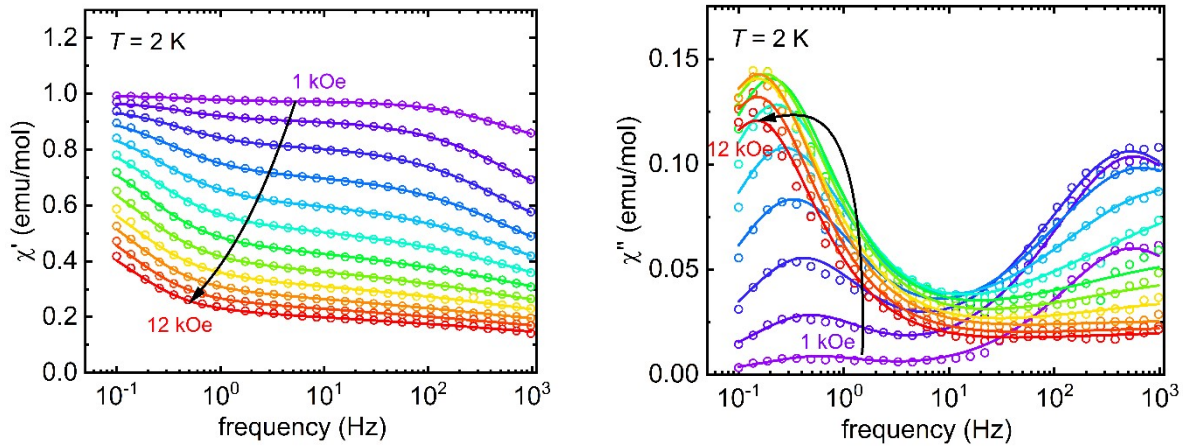 T = 2 K
1 kOe
12 kOe
χ' (emu/mol)
1.2
1.0
0.8
0.6
0.4
0.2
0.0
10⁻¹ 10⁰ 10¹ 10² 10³
frequency (Hz)
T = 2 K
12 kOe
1 kOe
χ" (emu/mol)
0.15
0.10
0.05
0.00
10⁻¹ 10⁰ 10¹ 10² 10³
frequency (Hz)